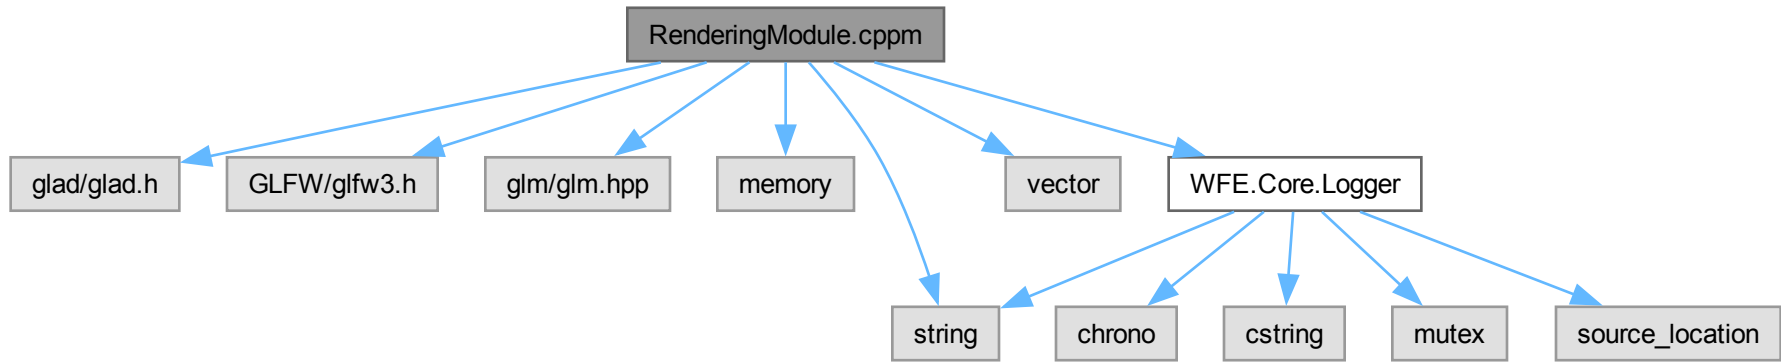 RenderingModule.cppm
glad/glad.h
GLFW/glfw3.h
glm/glm.hpp
memory
vector
WFE.Core.Logger
string
chrono
cstring
mutex
source_location